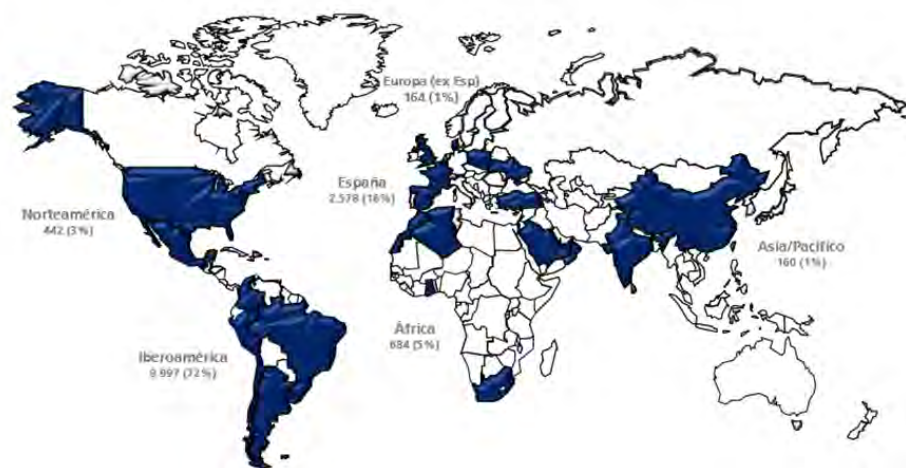 Europa (ex Esp)
164 (1%)
España
2.578 (18%)
Norteamérica
442 (3%)
Asia/Pacífico
160 (1%)
África
684 (5%)
Iberoamérica
9.997 (72%)